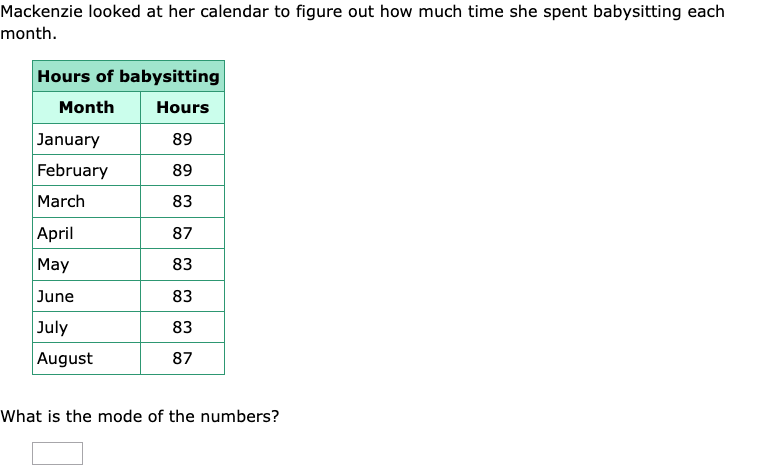 Mackenzie looked at her calendar to figure out how much time she spent babysitting each
month.
Hours of babysitting
Month Hours
January 89
February 89
March 83
April 87
May 83
June 83
July 83
August 87
What is the mode of the numbers?